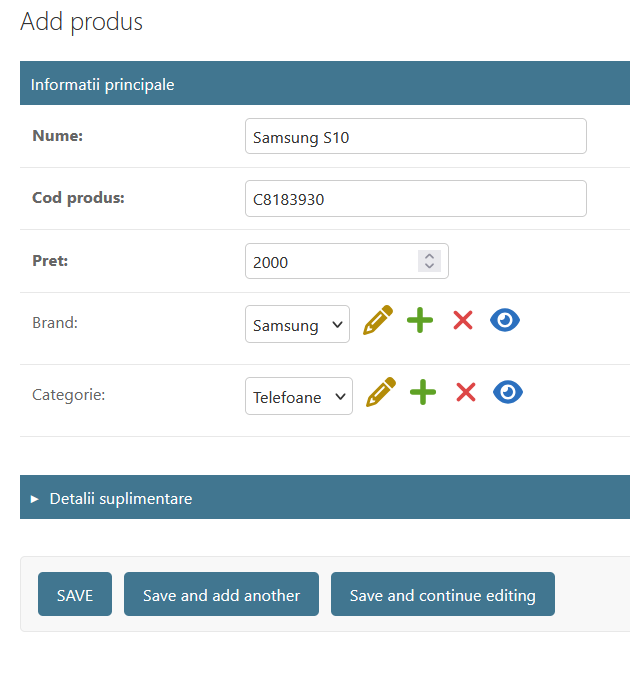 Add produs
Informatii principale
Nume: Samsung S10
Cod produs: C8183930
Pret: 2000
Brand: Samsung
Categorie: Telefoane
Detalii suplimentare
SAVE Save and add another Save and continue editing